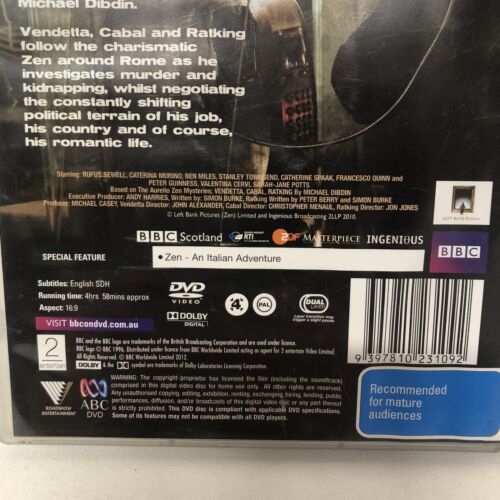 Michael Dibdin.
Vendetta, Cabal and Ratking
follow the charismatic
Zen around Rome as he
investigates murder and
kidnapping, whilst negotiating
the constantly shifting
political terrain of his job,
his country and of course,
his romantic life.
Starring: RUFUS SEWELL, CATERINA MURINO, BEN MILES, STANLEY TOWNSEND, CATHERINE SPAAK, FRANCESCO QUINN and
PETER GUINNESS, VALENTINA CERVI, SARAH-JANE POTTS
Based on The Aurelio Zen Mysteries; VENDETTA, CABAL, RATKING By MICHAEL DIBDIN
Executive Producer: ANDY HARRIES, Written by: SIMON BURKE, Ratking Written by PETER BERRY and SIMON BURKE
Producer: MICHAEL CASEY, Vendetta Director: JOHN ALEXANDER, Cabal Director: CHRISTOPHER MENAUL, Ratking Director: JON JONES
© Left Bank Pictures (Zen) Limited and Ingenious Broadcasting 2LLP 2010.
LEFT BANK PICTURES
BBC Scotland RTI ZDF MASTERPIECE INGENIOUS
BBC
SPECIAL FEATURE
• Zen - An Italian Adventure
Subtitles: English SDH
Running time: 4hrs 58mins approx
Aspect: 16:9
DVD
VIDEO
DOLBY
DIGITAL
4
PAL
DUAL
LAYER
Layer transition may
trigger a slight pause.
VISIT bbcondvd.com.au
9 397810 231092
2
entertain
BBC and the BBC logo are trademarks of the British Broadcasting Corporation and are used under licence.
BBC logo © BBC 1996. Distributed under licence from BBC Worldwide Limited acting as agent for 2 entertain Video Limited.
All Rights Reserved. © BBC Worldwide Limited 2012.
DOLBY & the symbol are trademarks of Dolby Laboratories Licensing Corporation.
ROADSHOW
ENTERTAINMENT
ABC
DVD
WARNING: The copyright proprietor has licensed the film (including the soundtrack)
comprised in this digital video disc for home use only. All other rights are reserved.
Any unauthorised copying, editing, exhibition, renting, exchanging, hiring, lending, public
performances, diffusion, and/or broadcasts of this digital video disc or any part thereof
is strictly prohibited. This DVD disc is compliant with applicable DVD specifications.
Some of its features may not be compatible with all DVD players.
Recommended
for mature
audiences